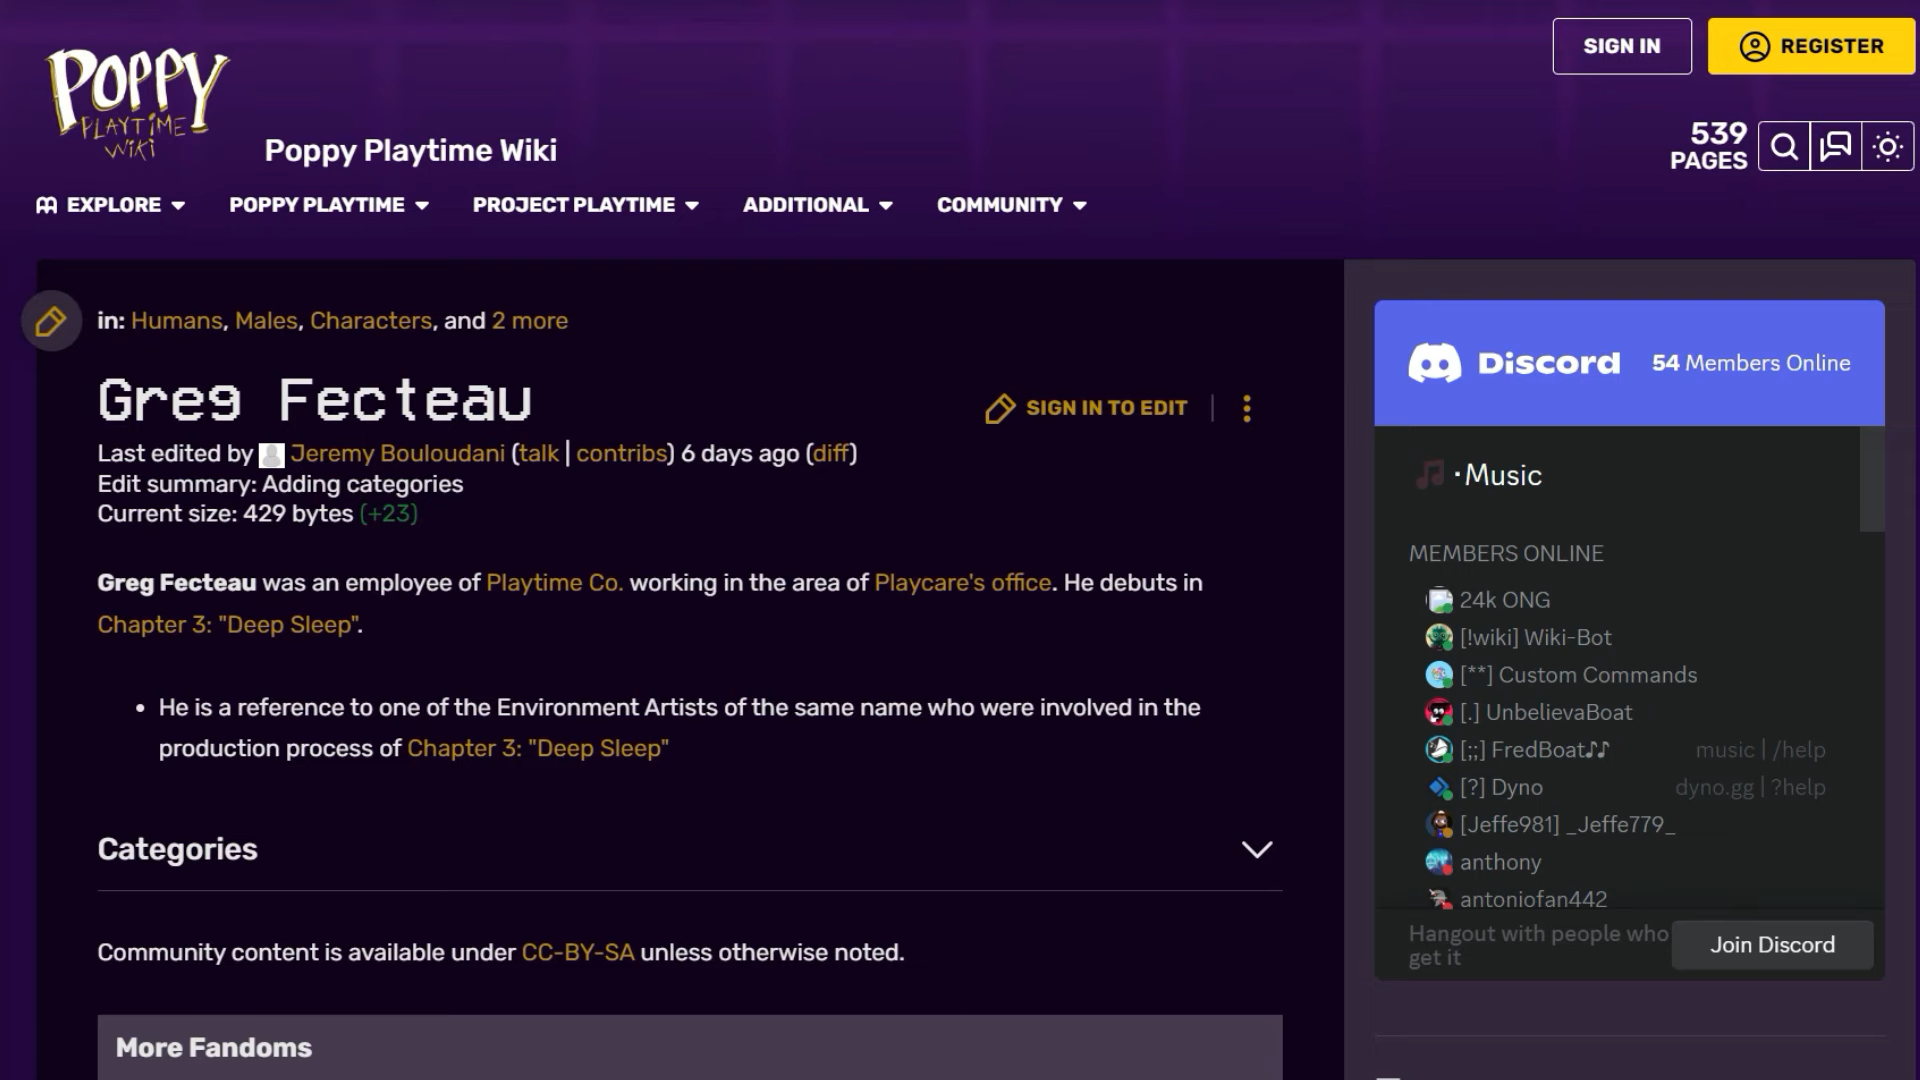 POPPY
PLAYTIME
WIKI
Poppy Playtime Wiki
SIGN IN
REGISTER
539
PAGES
EXPLORE
POPPY PLAYTIME
PROJECT PLAYTIME
ADDITIONAL
COMMUNITY
in: Humans, Males, Characters, and 2 more
Greg Fecteau
SIGN IN TO EDIT
Last edited by Jeremy Bouloudani (talk | contribs) 6 days ago (diff)
Edit summary: Adding categories
Current size: 429 bytes (+23)
Greg Fecteau was an employee of Playtime Co. working in the area of Playcare's office. He debuts in
Chapter 3: "Deep Sleep".
• He is a reference to one of the Environment Artists of the same name who were involved in the
production process of Chapter 3: "Deep Sleep"
Categories
Community content is available under CC-BY-SA unless otherwise noted.
More Fandoms
Discord
54 Members Online
·Music
MEMBERS ONLINE
24k ONG
[!wiki] Wiki-Bot
[**] Custom Commands
[.] UnbelievaBoat
[;;] FredBoat♪♪ music | /help
[?] Dyno dyno.gg | ?help
[Jeffe981] _Jeffe779_
anthony
antoniofan442
Hangout with people who
get it
Join Discord